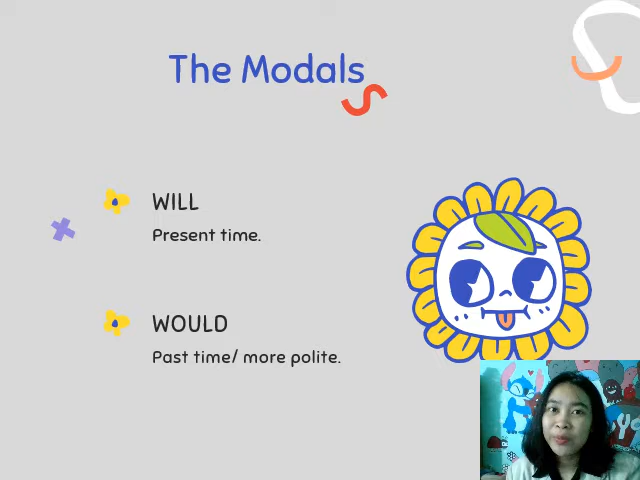 The Modals
WILL
Present time.
WOULD
Past time/ more polite.